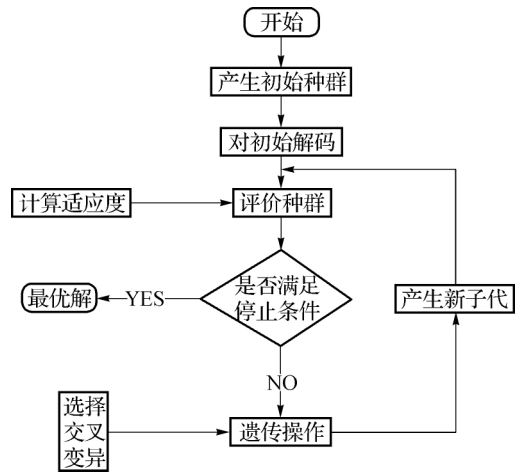 开始
产生初始种群
对初始解码
计算适应度
评价种群
是否满足
停止条件
最优解
YES
产生新子代
NO
选择
交叉
变异
遗传操作